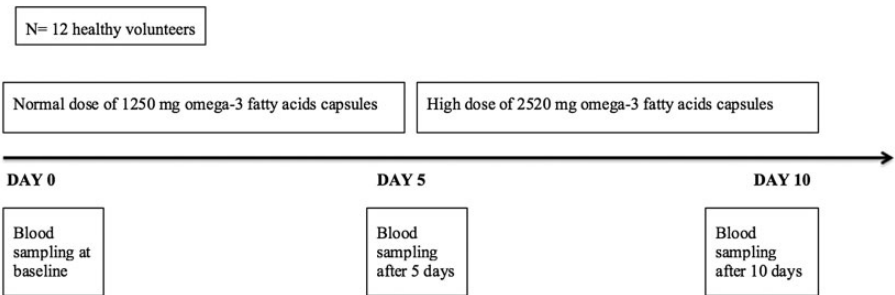 N= 12 healthy volunteers
Normal dose of 1250 mg omega-3 fatty acids capsules
High dose of 2520 mg omega-3 fatty acids capsules
DAY 0
DAY 5
DAY 10
Blood
sampling at
baseline
Blood
sampling
after 5 days
Blood
sampling
after 10 days